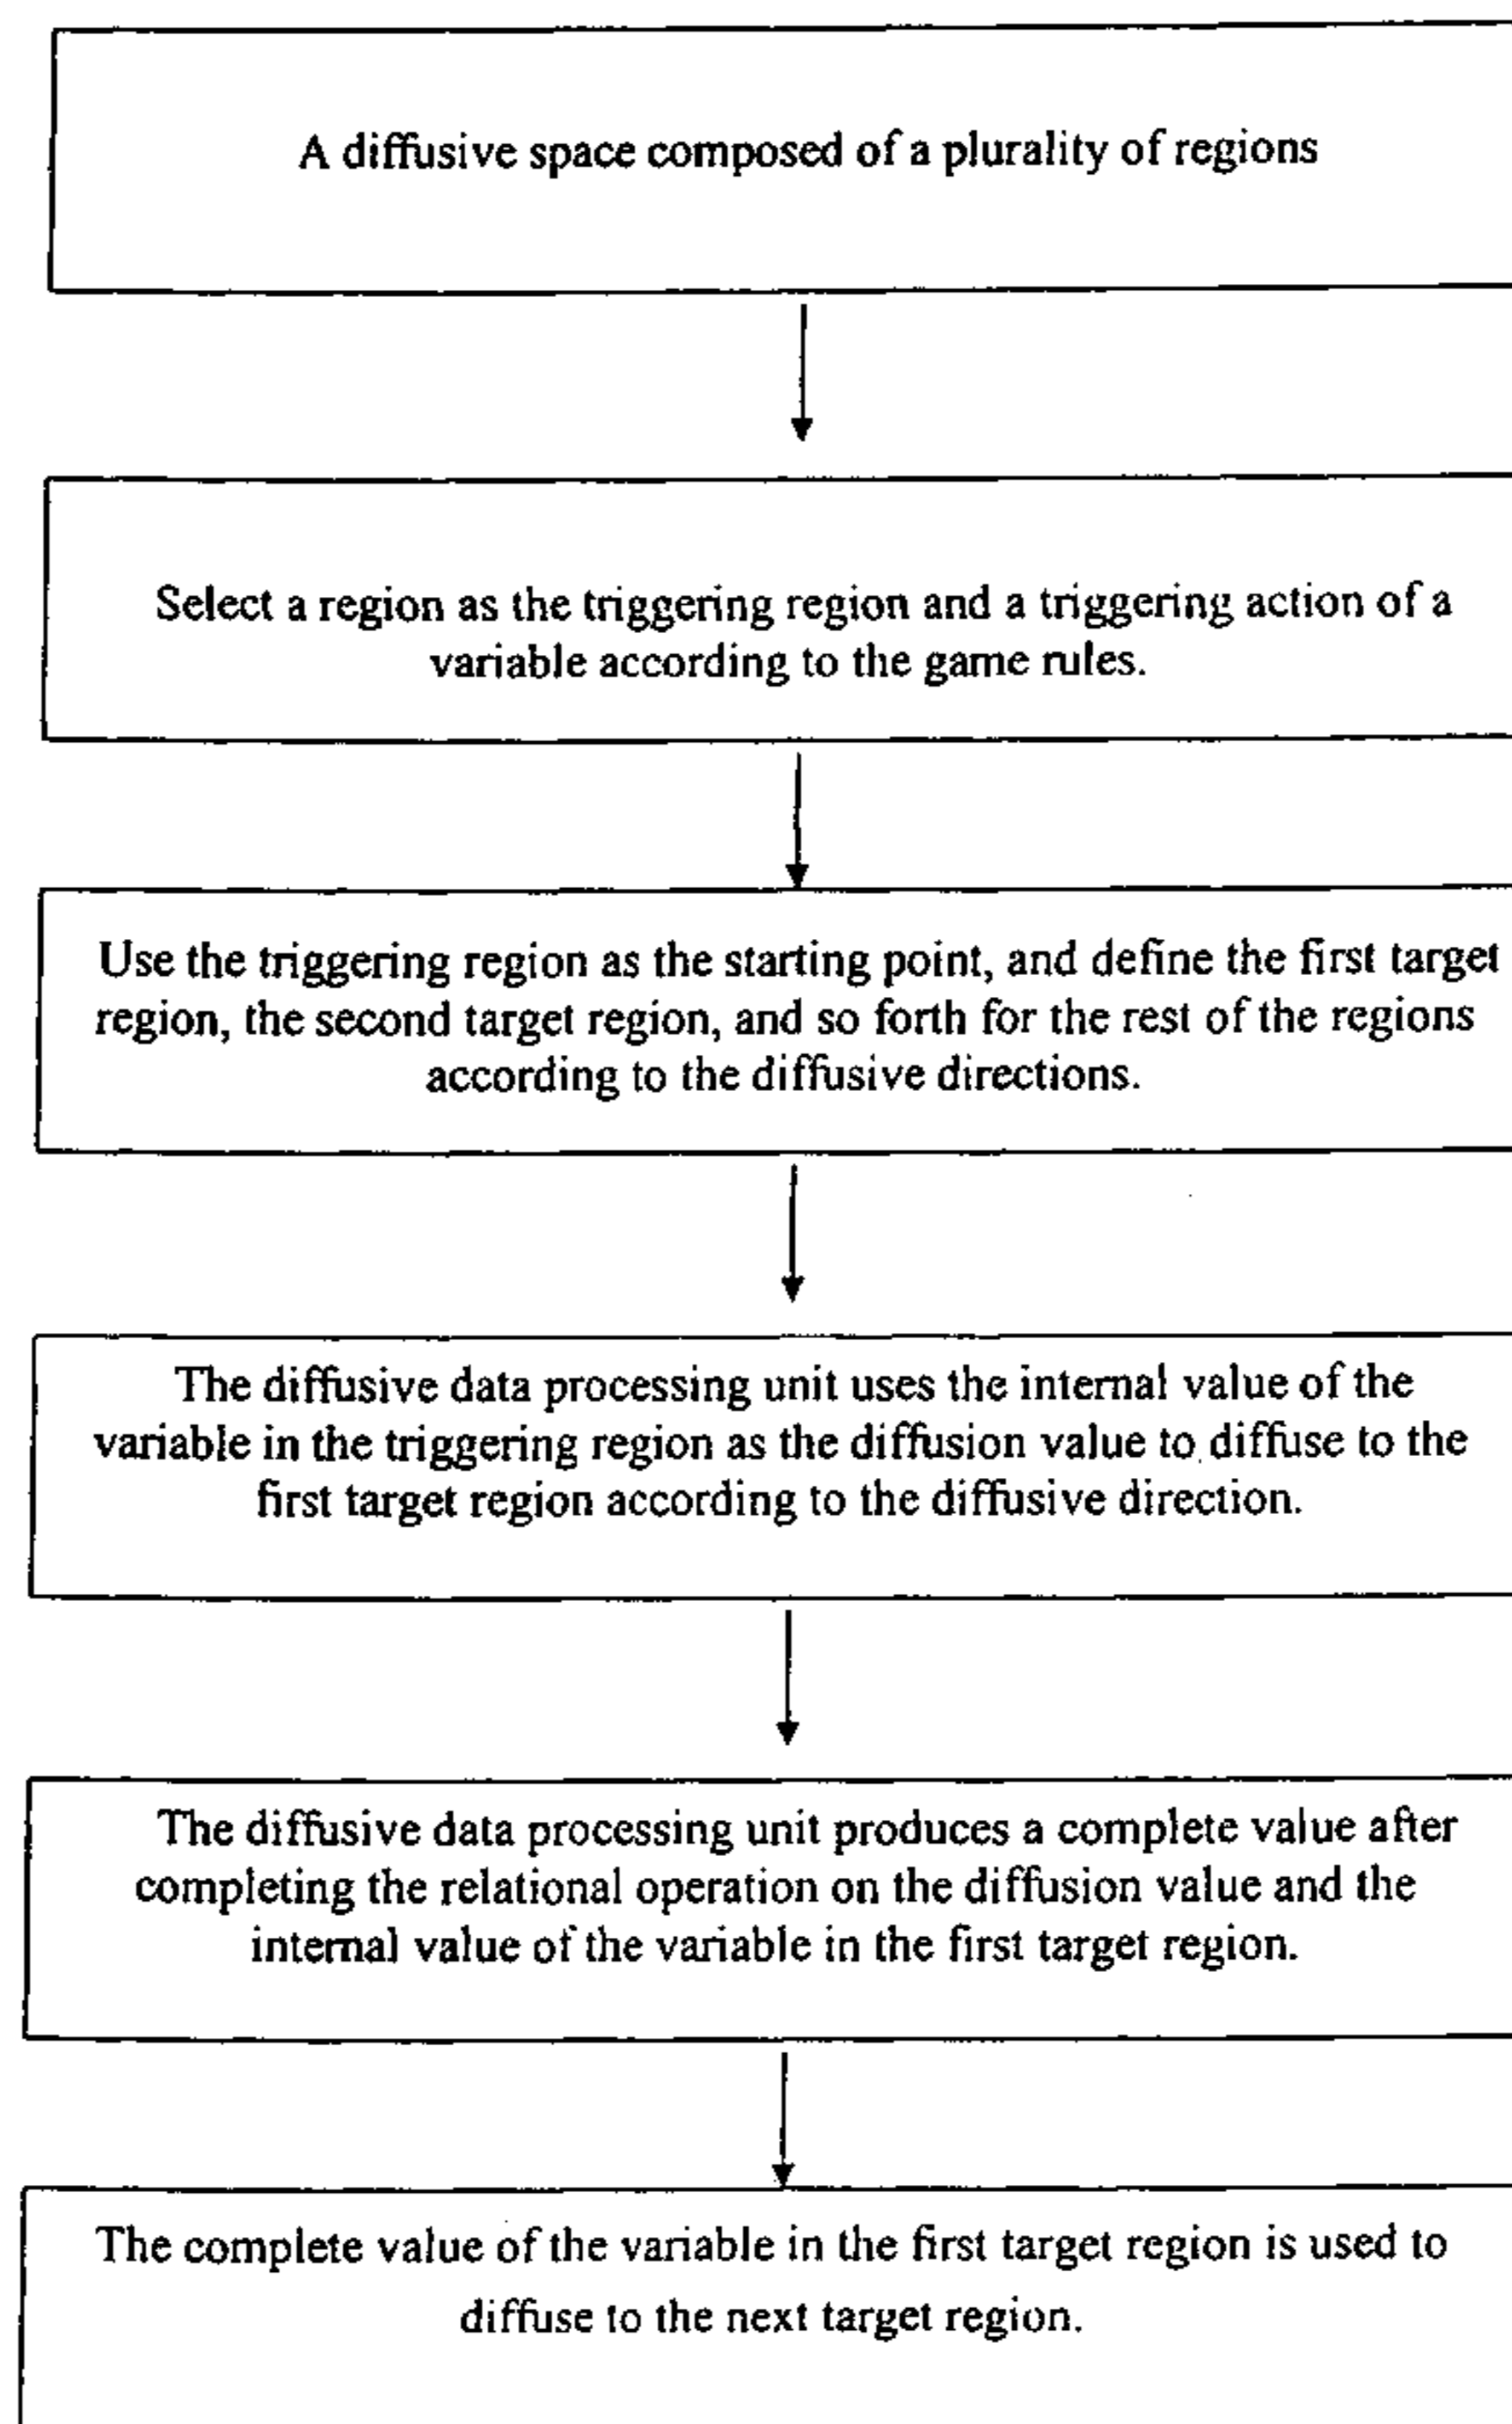 A diffusive space composed of a plurality of regions
Select a region as the triggering region and a triggering action of a
variable according to the game rules.
Use the triggering region as the starting point, and define the first target
region, the second target region, and so forth for the rest of the regions
according to the diffusive directions.
The diffusive data processing unit uses the internal value of the
variable in the triggering region as the diffusion value to diffuse to the
first target region according to the diffusive direction.
The diffusive data processing unit produces a complete value after
completing the relational operation on the diffusion value and the
internal value of the variable in the first target region.
The complete value of the variable in the first target region is used to
diffuse to the next target region.